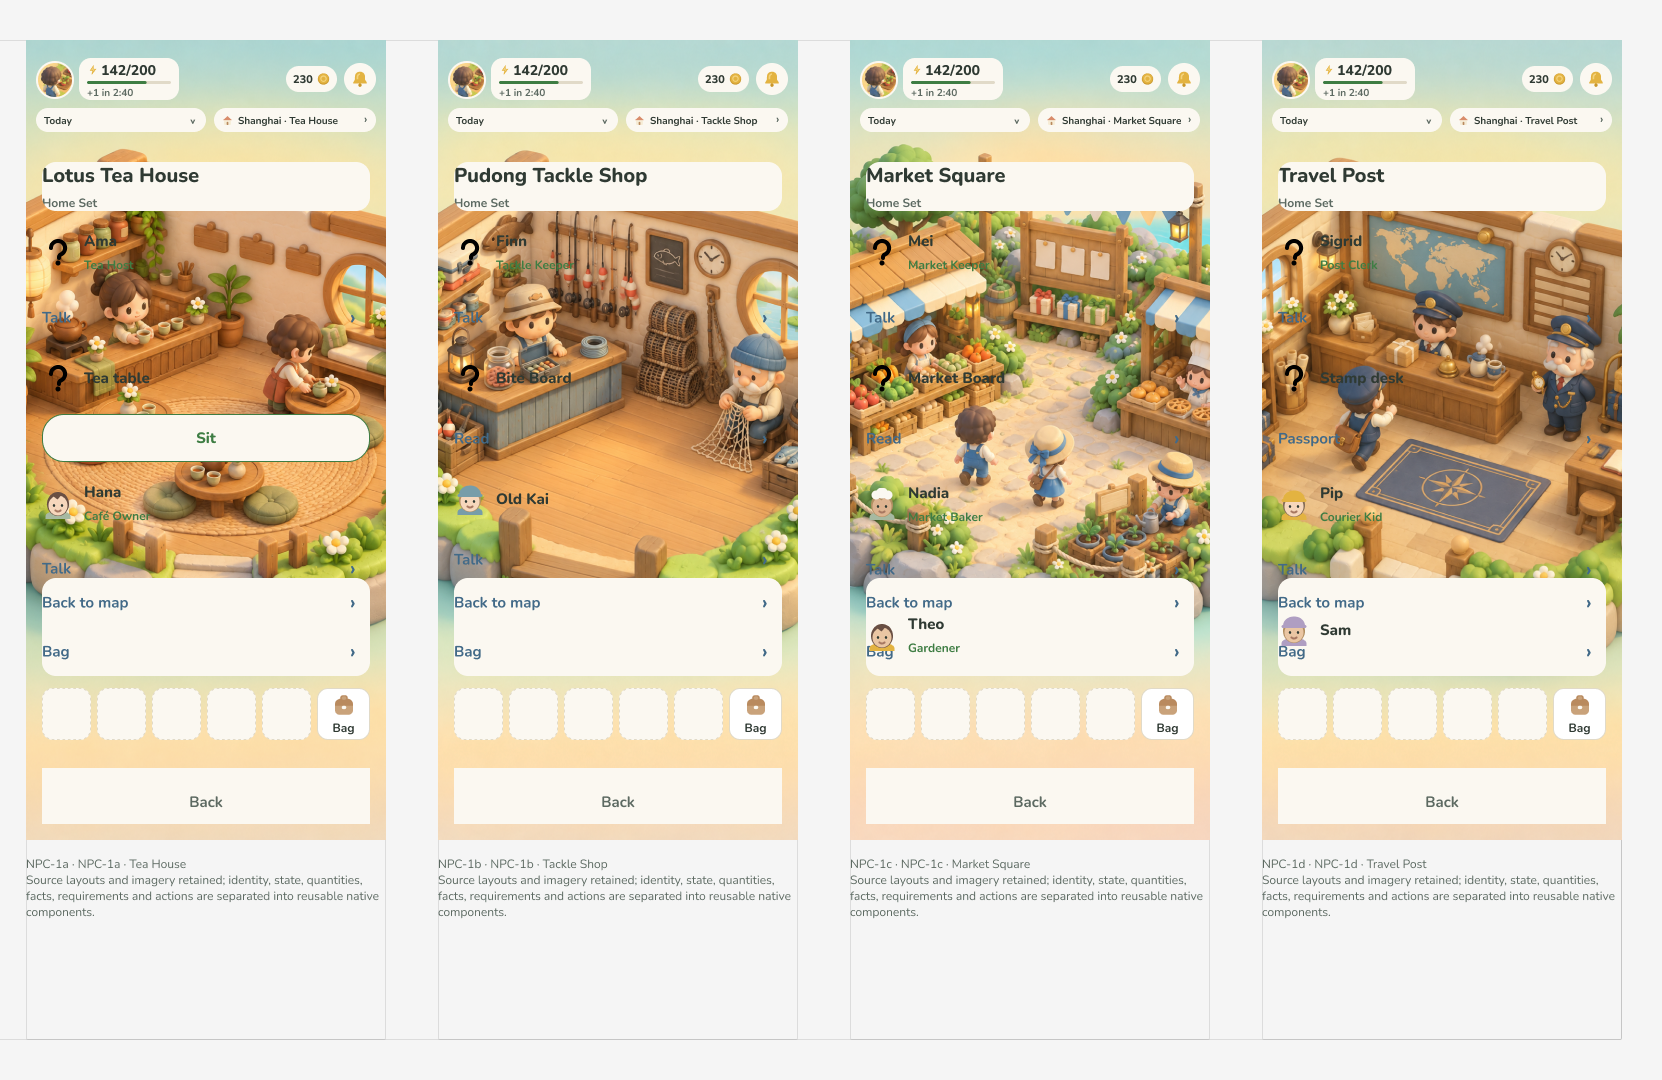 142/200
+1 in 2:40
230
Today
Shanghai · Tea House
Lotus Tea House
Home Set
?
Ama
Tea Host
Talk
?
Tea table
Sit
Hana
Café Owner
Talk
Back to map
Bag
Bag
Back
NPC-1a · NPC-1a · Tea House
Source layouts and imagery retained; identity, state, quantities,
facts, requirements and actions are separated into reusable native
components.
142/200
+1 in 2:40
230
Today
Shanghai · Tackle Shop
Pudong Tackle Shop
Home Set
?
Finn
Tackle Keeper
Talk
?
Bite Board
Read
Old Kai
Talk
Back to map
Bag
Bag
Back
NPC-1b · NPC-1b · Tackle Shop
Source layouts and imagery retained; identity, state, quantities,
facts, requirements and actions are separated into reusable native
components.
142/200
+1 in 2:40
230
Today
Shanghai · Market Square
Market Square
Home Set
?
Mei
Market Keeper
Talk
?
Market Board
Read
Nadia
Market Baker
Talk
Back to map
Theo
Gardener
Bag
Bag
Back
NPC-1c · NPC-1c · Market Square
Source layouts and imagery retained; identity, state, quantities,
facts, requirements and actions are separated into reusable native
components.
142/200
+1 in 2:40
230
Today
Shanghai · Travel Post
Travel Post
Home Set
?
Sigrid
Post Clerk
Talk
?
Stamp desk
Passport
Pip
Courier Kid
Talk
Back to map
Sam
Bag
Bag
Back
NPC-1d · NPC-1d · Travel Post
Source layouts and imagery retained; identity, state, quantities,
facts, requirements and actions are separated into reusable native
components.